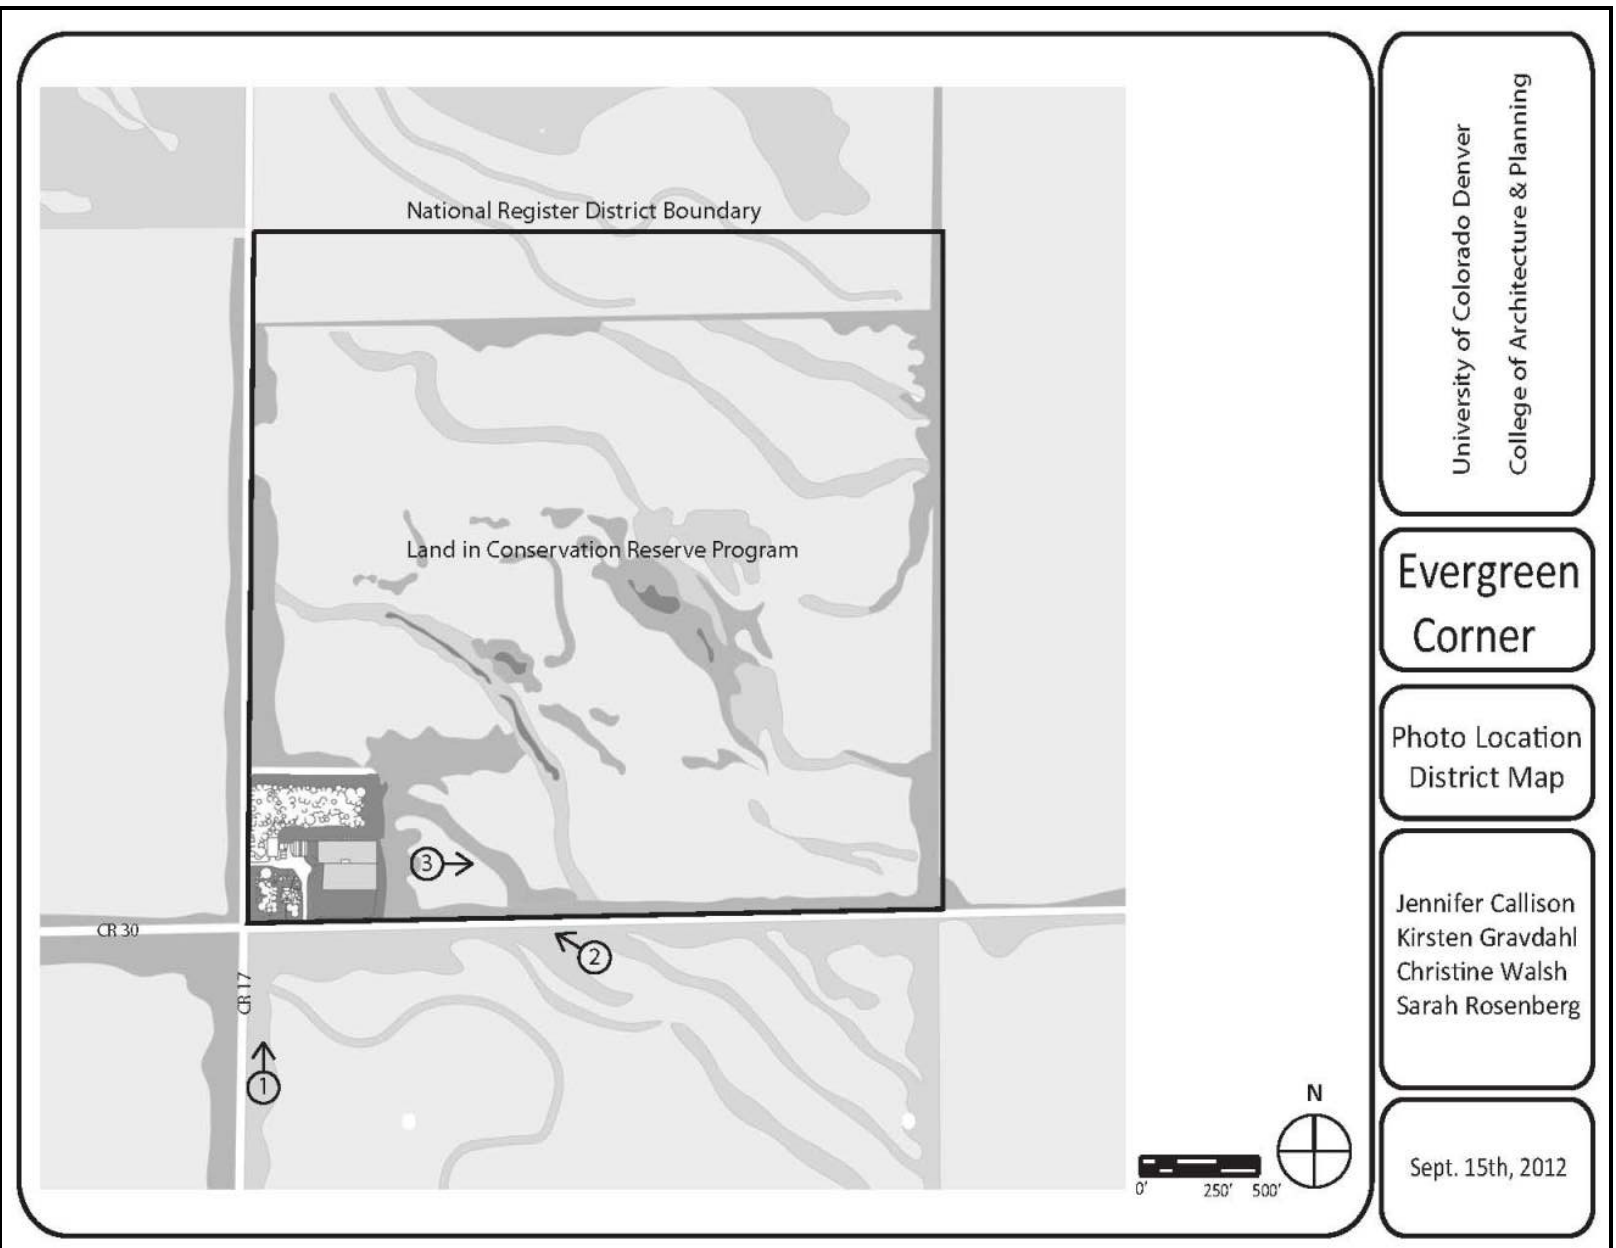 National Register District Boundary
Land in Conservation Reserve Program
3
CR 30
2
CR 17
1
N
0' 250' 500'
University of Colorado Denver
College of Architecture & Planning
Evergreen
Corner
Photo Location
District Map
Jennifer Callison
Kirsten Gravdahl
Christine Walsh
Sarah Rosenberg
Sept. 15th, 2012